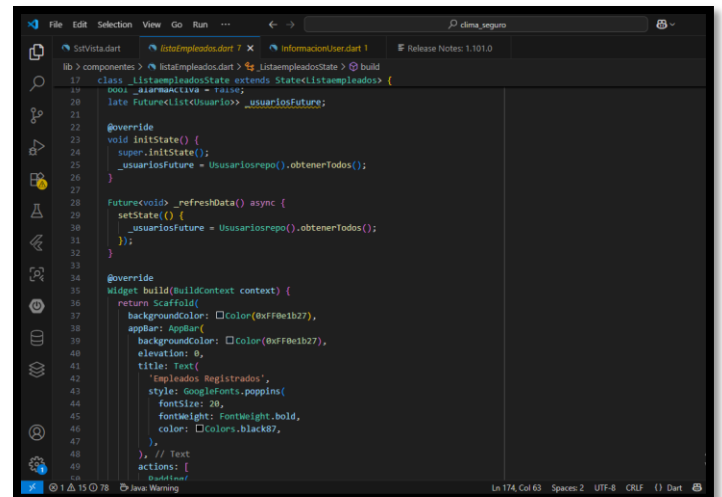 File Edit Selection View Go Run ... clima_seguro
SstVista.dart listaEmpleados.dart 7 InformacionUser.dart 1 Release Notes: 1.101.0
lib > componentes > listaEmpleados.dart > _ListaempleadosState > build
17 class _ListaempleadosState extends State<Listaempleados> {
19 bool _alarmaActiva = false;
20 late Future<List<Usuario>> _usuariosFuture;
21
22 @override
23 void initState() {
24 super.initState();
25 _usuariosFuture = Ususariosrepo().obtenerTodos();
26 }
27
28 Future<void> _refreshData() async {
29 setState(() {
30 _usuariosFuture = Ususariosrepo().obtenerTodos();
31 });
32 }
33
34 @override
35 Widget build(BuildContext context) {
36 return Scaffold(
37 backgroundColor: Color(0xFF0e1b27),
38 appBar: AppBar(
39 backgroundColor: Color(0xFF0e1b27),
40 elevation: 0,
41 title: Text(
42 'Empleados Registrados',
43 style: GoogleFonts.poppins(
44 fontSize: 20,
45 fontWeight: FontWeight.bold,
46 color: Colors.black87,
47 ),
48 ), // Text
49 actions: [
50 Padding(
1 15 78 Java: Warning Ln 174, Col 63 Spaces: 2 UTF-8 CRLF {} Dart